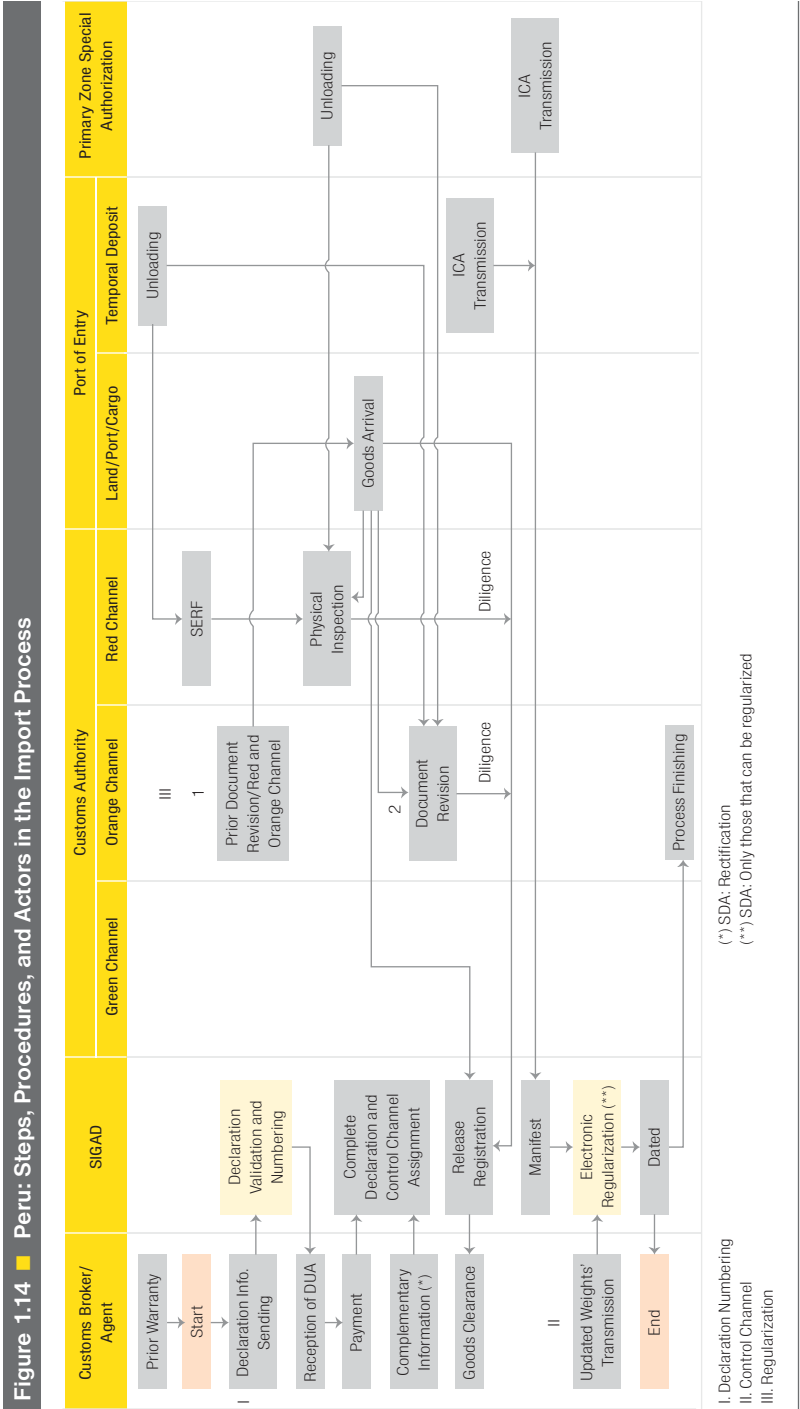 Figure 1.14 ■ Peru: Steps, Procedures, and Actors in the Import Process
Customs Broker/
Agent
SIGAD
Customs Authority
Green Channel
Orange Channel
Red Channel
Port of Entry
Land/Port/Cargo
Temporal Deposit
Primary Zone Special
Authorization
Prior Warranty
Start
I
Declaration Info.
Sending
Reception of DUA
Payment
Complementary
Information (*)
Goods Clearance
II
Updated Weights'
Transmission
End
Declaration
Validation and
Numbering
Complete
Declaration and
Control Channel
Assignment
Release
Registration
Manifest
Electronic
Regularization (**)
Dated
III
1
Prior Document
Revision/Red and
Orange Channel
2
Document
Revision
Diligence
Process Finishing
SERF
Physical
Inspection
Diligence
Goods Arrival
Unloading
ICA
Transmission
Unloading
ICA
Transmission
I. Declaration Numbering
II. Control Channel
III. Regularization
(*) SDA: Rectification
(**) SDA: Only those that can be regularized